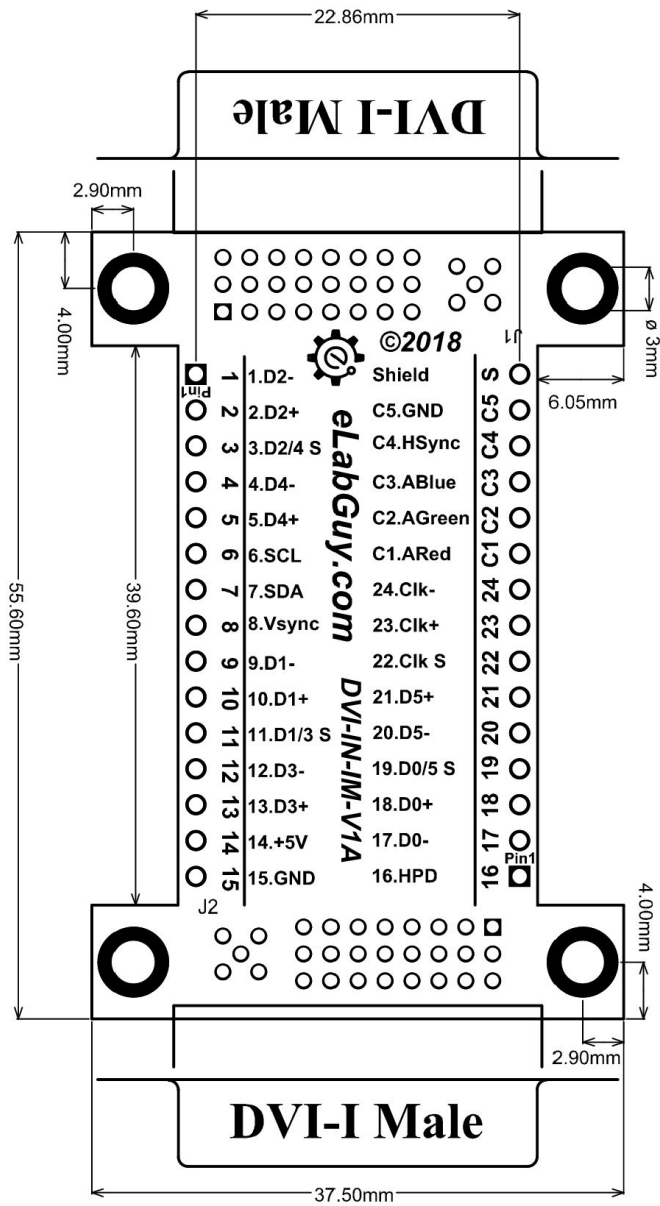 22.86mm
DVI-I Male
2.90mm
4.00mm
ø 3mm
6.05mm
©2018
J1
1 1.D2- Shield S
Pin1
2 2.D2+ C5.GND C5
3 3.D2/4 S C4.HSync C4
4 4.D4- C3.ABlue C3
5 5.D4+ C2.AGreen C2
6 6.SCL C1.ARed C1
7 7.SDA 24.Clk- 24
8 8.Vsync 23.Clk+ 23
9 9.D1- 22.Clk S 22
10 10.D1+ 21.D5+ 21
11 11.D1/3 S 20.D5- 20
12 12.D3- 19.D0/5 S 19
13 13.D3+ 18.D0+ 18
14 14.+5V 17.D0- 17
Pin1
15 15.GND 16.HPD 16
e
eLabGuy.com
DVI-IN-IM-V1A
55.60mm
39.60mm
J2
4.00mm
2.90mm
DVI-I Male
37.50mm